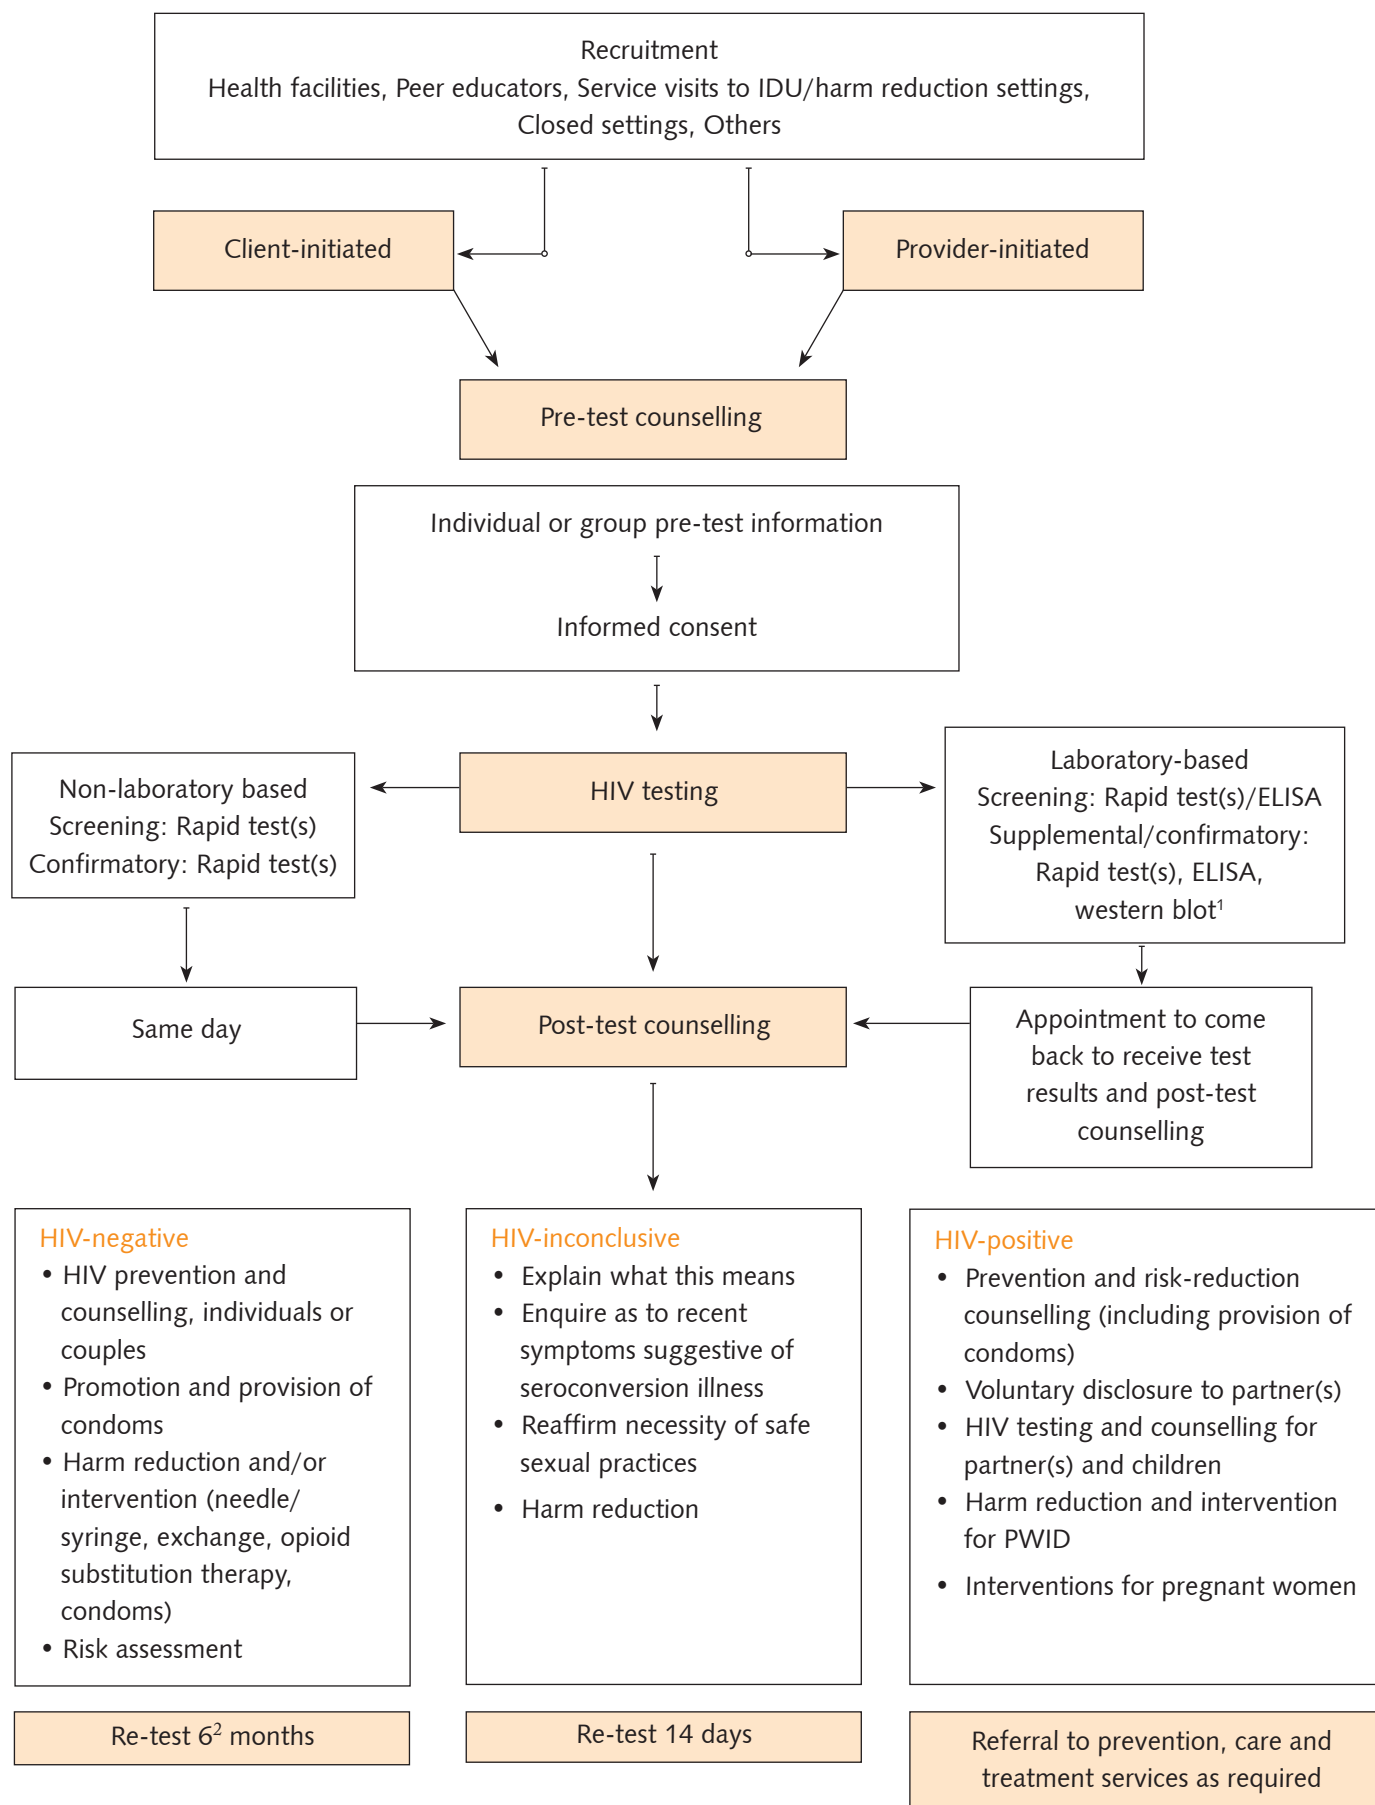 Recruitment
Health facilities, Peer educators, Service visits to IDU/harm reduction settings,
Closed settings, Others
Client-initiated
Provider-initiated
Pre-test counselling
Individual or group pre-test information
Informed consent
Non-laboratory based
Screening: Rapid test(s)
Confirmatory: Rapid test(s)
HIV testing
Laboratory-based
Screening: Rapid test(s)/ELISA
Supplemental/confirmatory:
Rapid test(s), ELISA,
western blot¹
Same day
Post-test counselling
Appointment to come
back to receive test
results and post-test
counselling
HIV-negative
• HIV prevention and
counselling, individuals or
couples
• Promotion and provision of
condoms
• Harm reduction and/or
intervention (needle/
syringe, exchange, opioid
substitution therapy,
condoms)
• Risk assessment
HIV-inconclusive
• Explain what this means
• Enquire as to recent
symptoms suggestive of
seroconversion illness
• Reaffirm necessity of safe
sexual practices
• Harm reduction
HIV-positive
• Prevention and risk-reduction
counselling (including provision of
condoms)
• Voluntary disclosure to partner(s)
• HIV testing and counselling for
partner(s) and children
• Harm reduction and intervention
for PWID
• Interventions for pregnant women
Re-test 6² months
Re-test 14 days
Referral to prevention, care and
treatment services as required